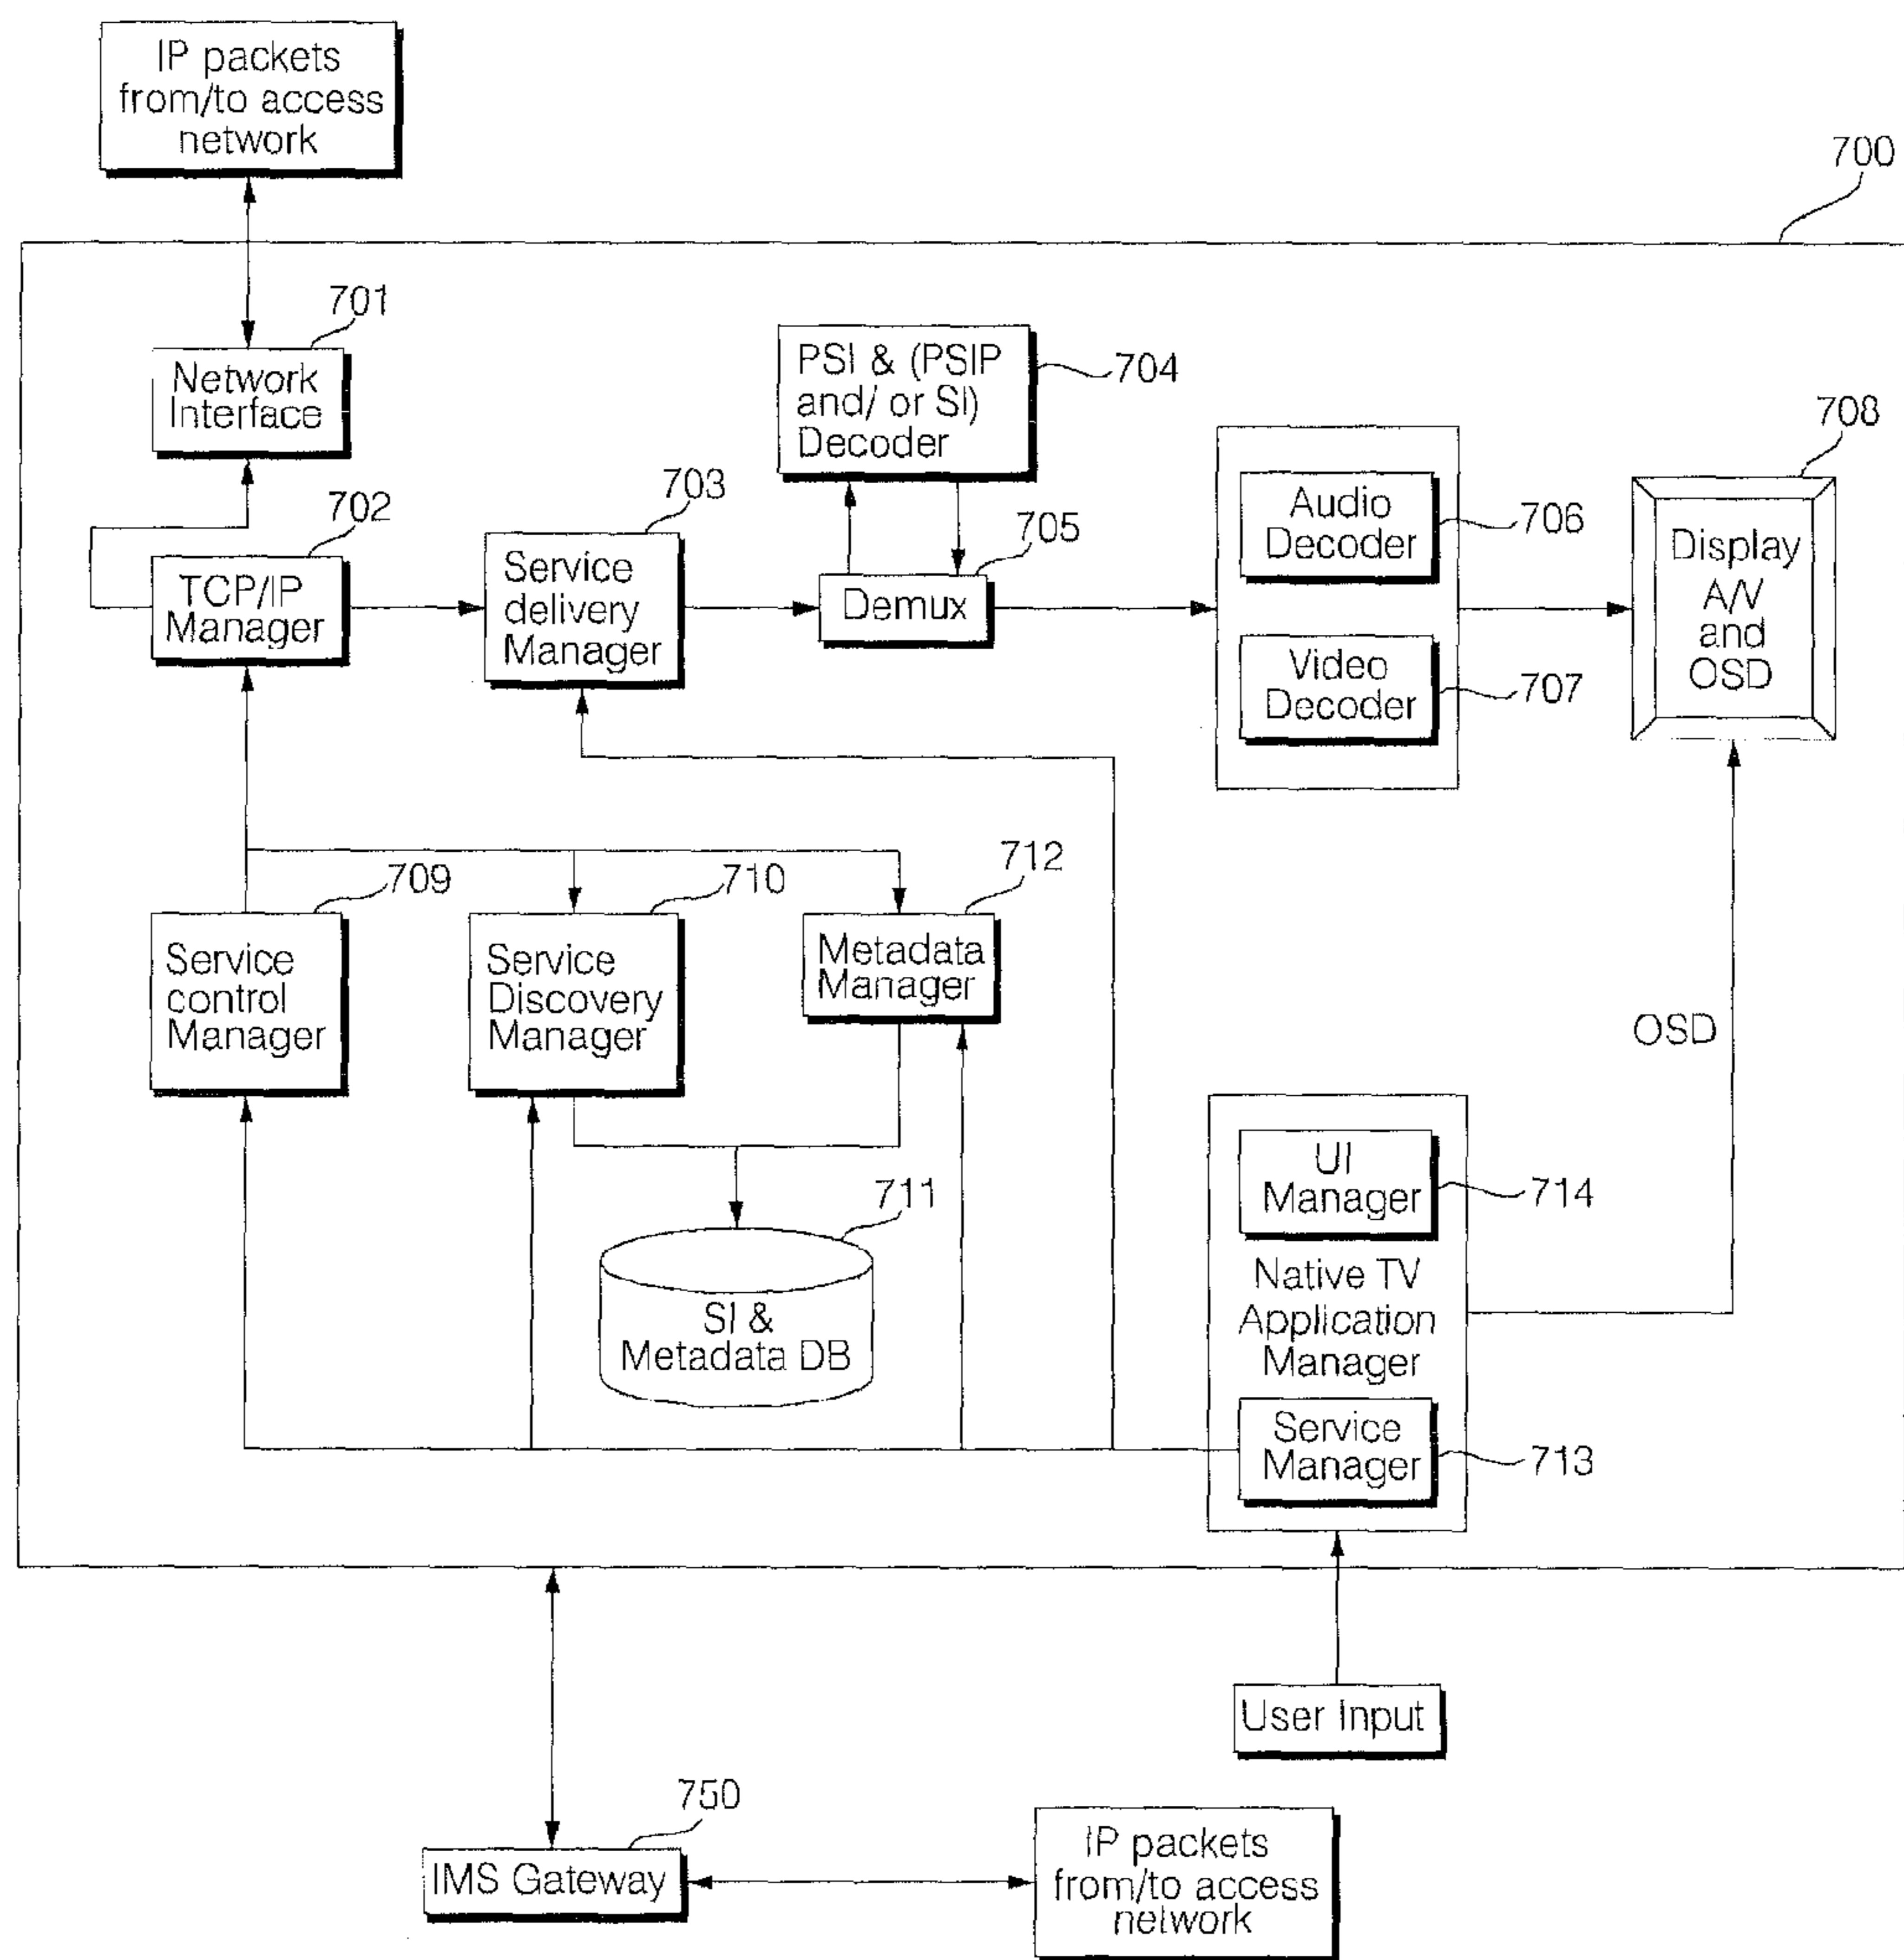 IP packets
from/to access
network
700
701
Network
Interface
702
TCP/IP
Manager
703
Service
delivery
Manager
PSI & (PSIP
and/ or SI)
Decoder
704
705
Demux
Audio
Decoder
706
Video
Decoder
707
708
Display
A/V
and
OSD
709
Service
control
Manager
710
Service
Discovery
Manager
712
Metadata
Manager
711
SI &
Metadata DB
OSD
UI
Manager
714
Native TV
Application
Manager
Service
Manager
713
User Input
750
IMS Gateway
IP packets
from/to access
network